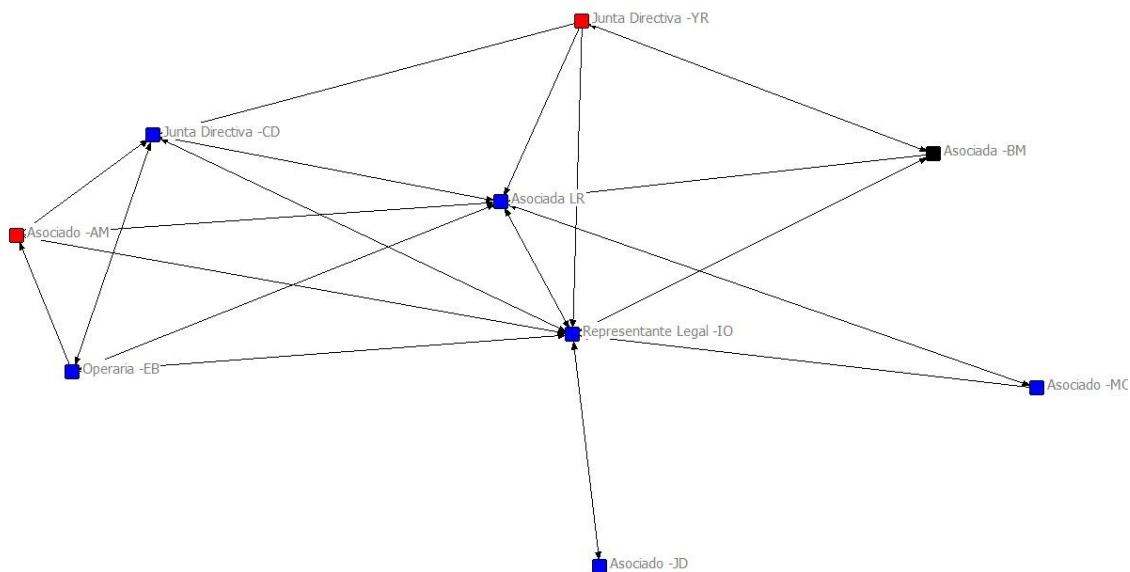 Junta Directiva -YR
Junta Directiva -CD
Asociada -BM
Asociada LR
Asociado -AM
Representante Legal -IO
Operaria -EB
Asociado -MC
Asociado -JD